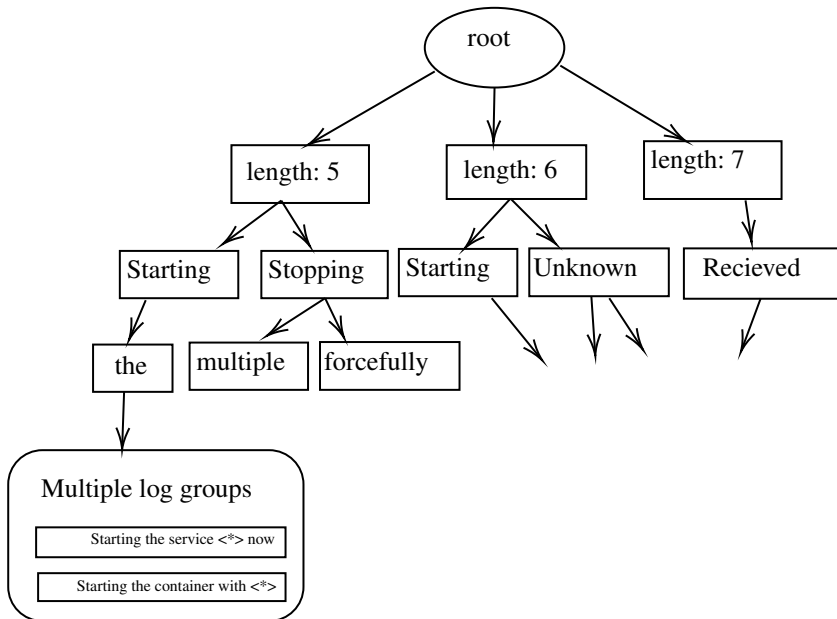 root
length: 5
length: 6
length: 7
Starting
Stopping
Starting
Unknown
Recieved
the
multiple
forcefully
Multiple log groups
Starting the service <*> now
Starting the container with <*>